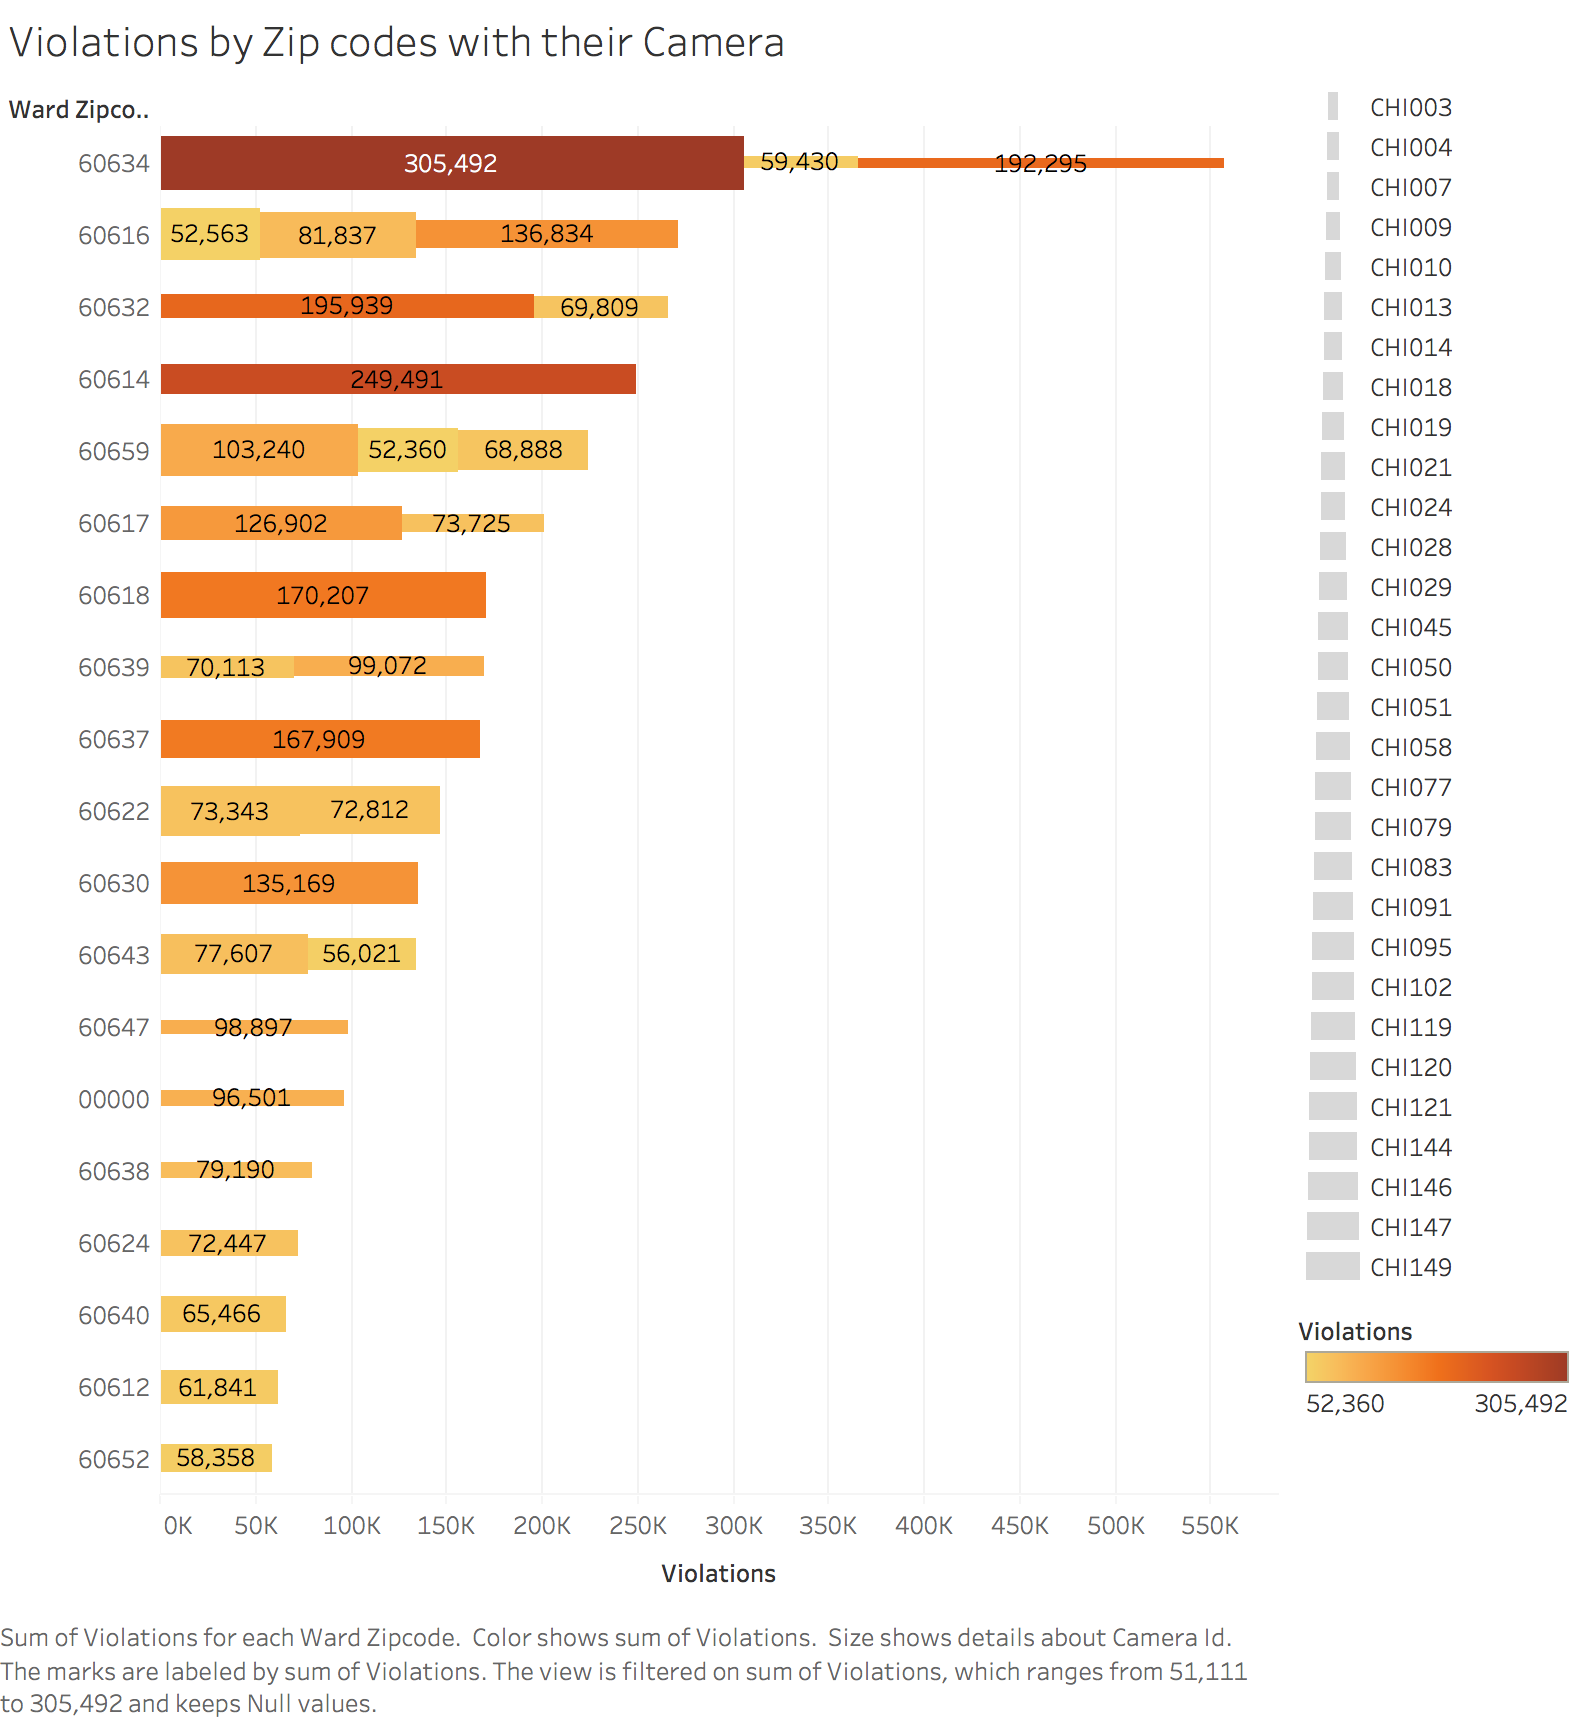 Violations by Zip codes with their Camera
Ward Zipco..
60634 305,492 59,430 192,295
60616 52,563 81,837 136,834
60632 195,939 69,809
60614 249,491
60659 103,240 52,360 68,888
60617 126,902 73,725
60618 170,207
60639 70,113 99,072
60637 167,909
60622 73,343 72,812
60630 135,169
60643 77,607 56,021
60647 98,897
00000 96,501
60638 79,190
60624 72,447
60640 65,466
60612 61,841
60652 58,358
0K 50K 100K 150K 200K 250K 300K 350K 400K 450K 500K 550K
Violations
CHI003
CHI004
CHI007
CHI009
CHI010
CHI013
CHI014
CHI018
CHI019
CHI021
CHI024
CHI028
CHI029
CHI045
CHI050
CHI051
CHI058
CHI077
CHI079
CHI083
CHI091
CHI095
CHI102
CHI119
CHI120
CHI121
CHI144
CHI146
CHI147
CHI149
Violations
52,360 305,492
Sum of Violations for each Ward Zipcode. Color shows sum of Violations. Size shows details about Camera Id.
The marks are labeled by sum of Violations. The view is filtered on sum of Violations, which ranges from 51,111
to 305,492 and keeps Null values.